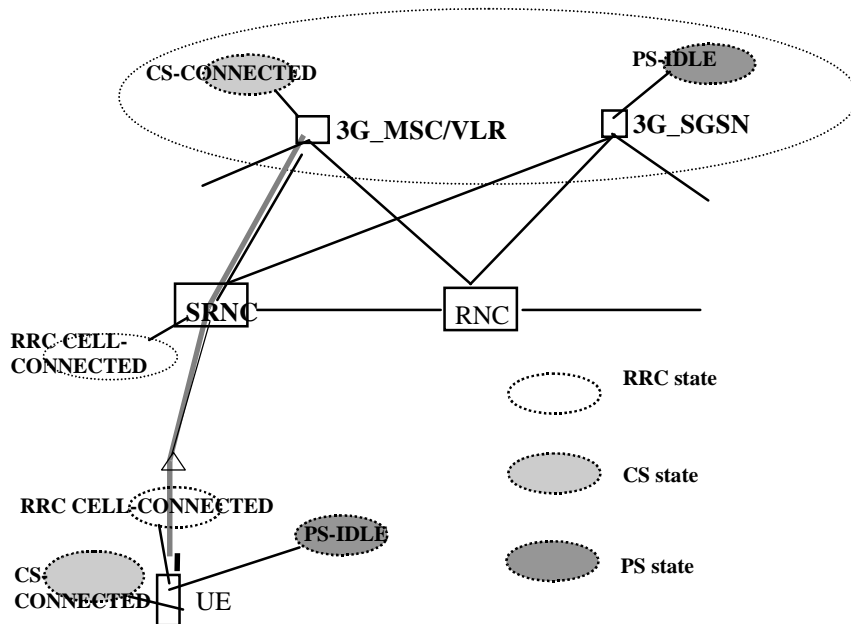 CS-CONNECTED
PS-IDLE
3G_MSC/VLR
3G_SGSN
SRNC
RNC
RRC CELL-
CONNECTED
RRC state
CS state
RRC CELL-CONNECTED
PS-IDLE
CS-
CONNECTED
UE
PS state